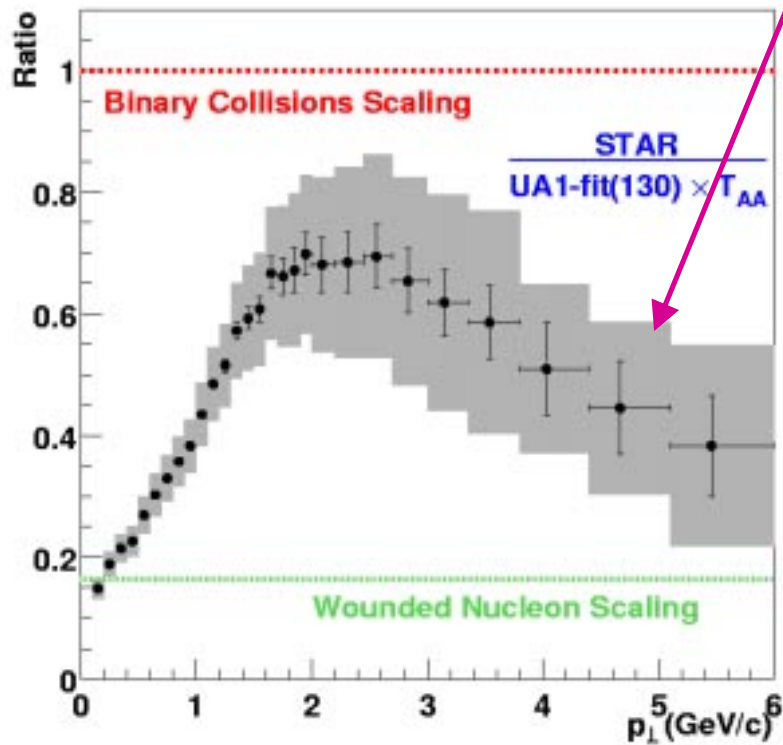 Ratio
1
Binary Collisions Scaling
STAR
UA1-fit(130) × T_AA
0.8
0.6
0.4
0.2
Wounded Nucleon Scaling
0
0 1 2 3 4 5 6
p⊥(GeV/c)